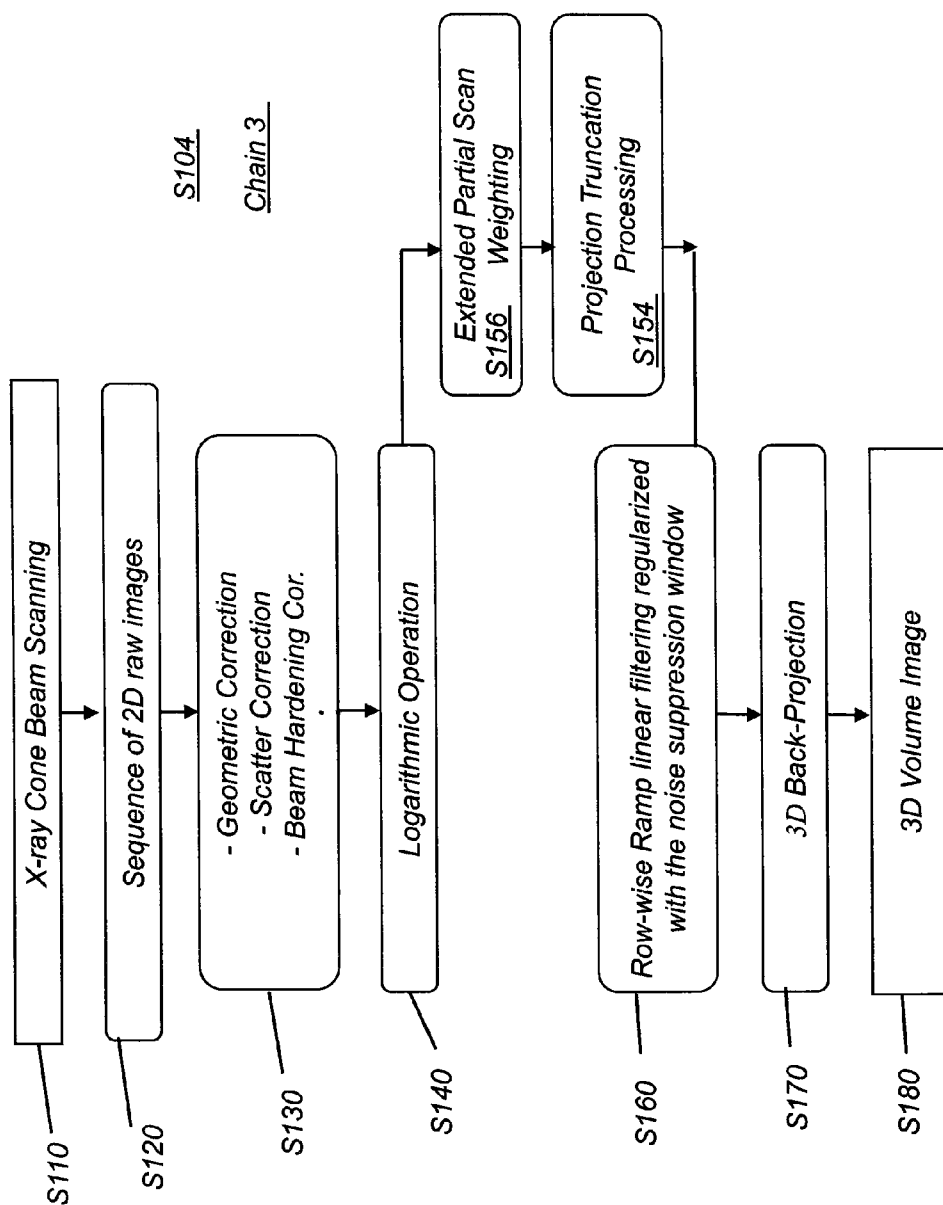 S104
Chain 3
S110
X-ray Cone Beam Scanning
S120
Sequence of 2D raw images
S130
- Geometric Correction
- Scatter Correction
- Beam Hardening Cor.
S140
Logarithmic Operation
Extended Partial Scan
S156 Weighting
Projection Truncation
Processing
S154
S160
Row-wise Ramp linear filtering regularized
with the noise suppression window
S170
3D Back-Projection
S180
3D Volume Image